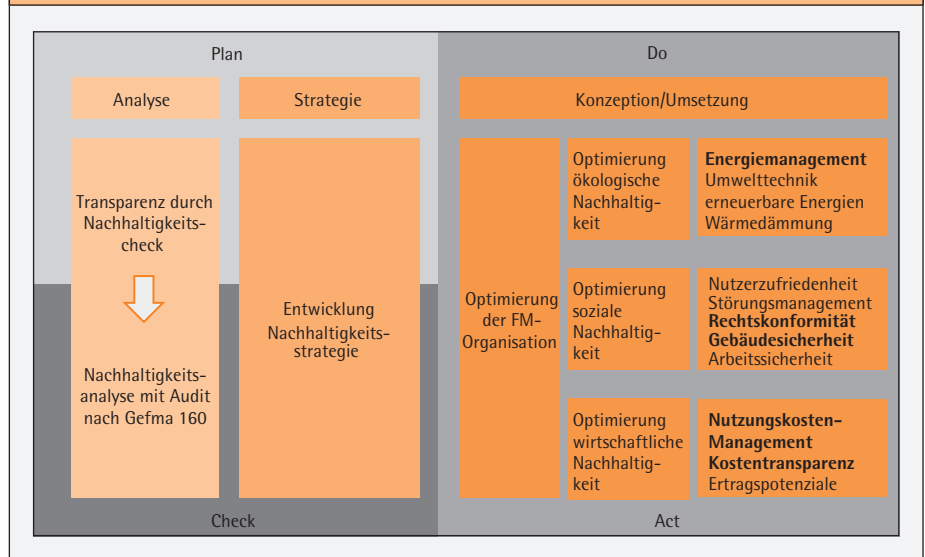 Plan
Do
Analyse
Strategie
Konzeption/Umsetzung
Transparenz durch
Nachhaltigkeits-
check
Nachhaltigkeits-
analyse mit Audit
nach Gefma 160
Entwicklung
Nachhaltigkeits-
strategie
Optimierung
der FM-
Organisation
Optimierung
ökologische
Nachhaltig-
keit
Energiemanagement
Umwelttechnik
erneuerbare Energien
Wärmedämmung
Optimierung
soziale
Nachhaltig-
keit
Nutzerzufriedenheit
Störungsmanagement
Rechtskonformität
Gebäudesicherheit
Arbeitssicherheit
Optimierung
wirtschaftliche
Nachhaltig-
keit
Nutzungskosten-
Management
Kostentransparenz
Ertragspotenziale
Check
Act